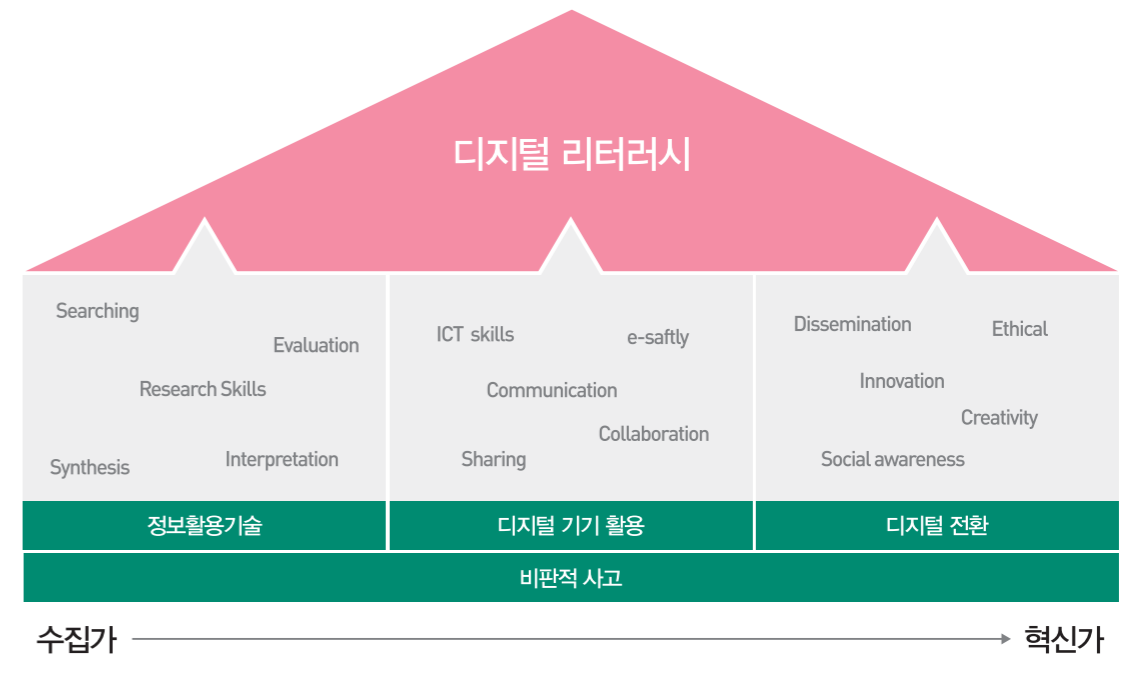 디지털 리터러시
Searching
Evaluation
Research Skills
Synthesis
Interpretation
ICT skills
e-saftly
Communication
Collaboration
Sharing
Dissemination
Ethical
Innovation
Creativity
Social awareness
정보활용기술
디지털 기기 활용
디지털 전환
비판적 사고
수집가
혁신가